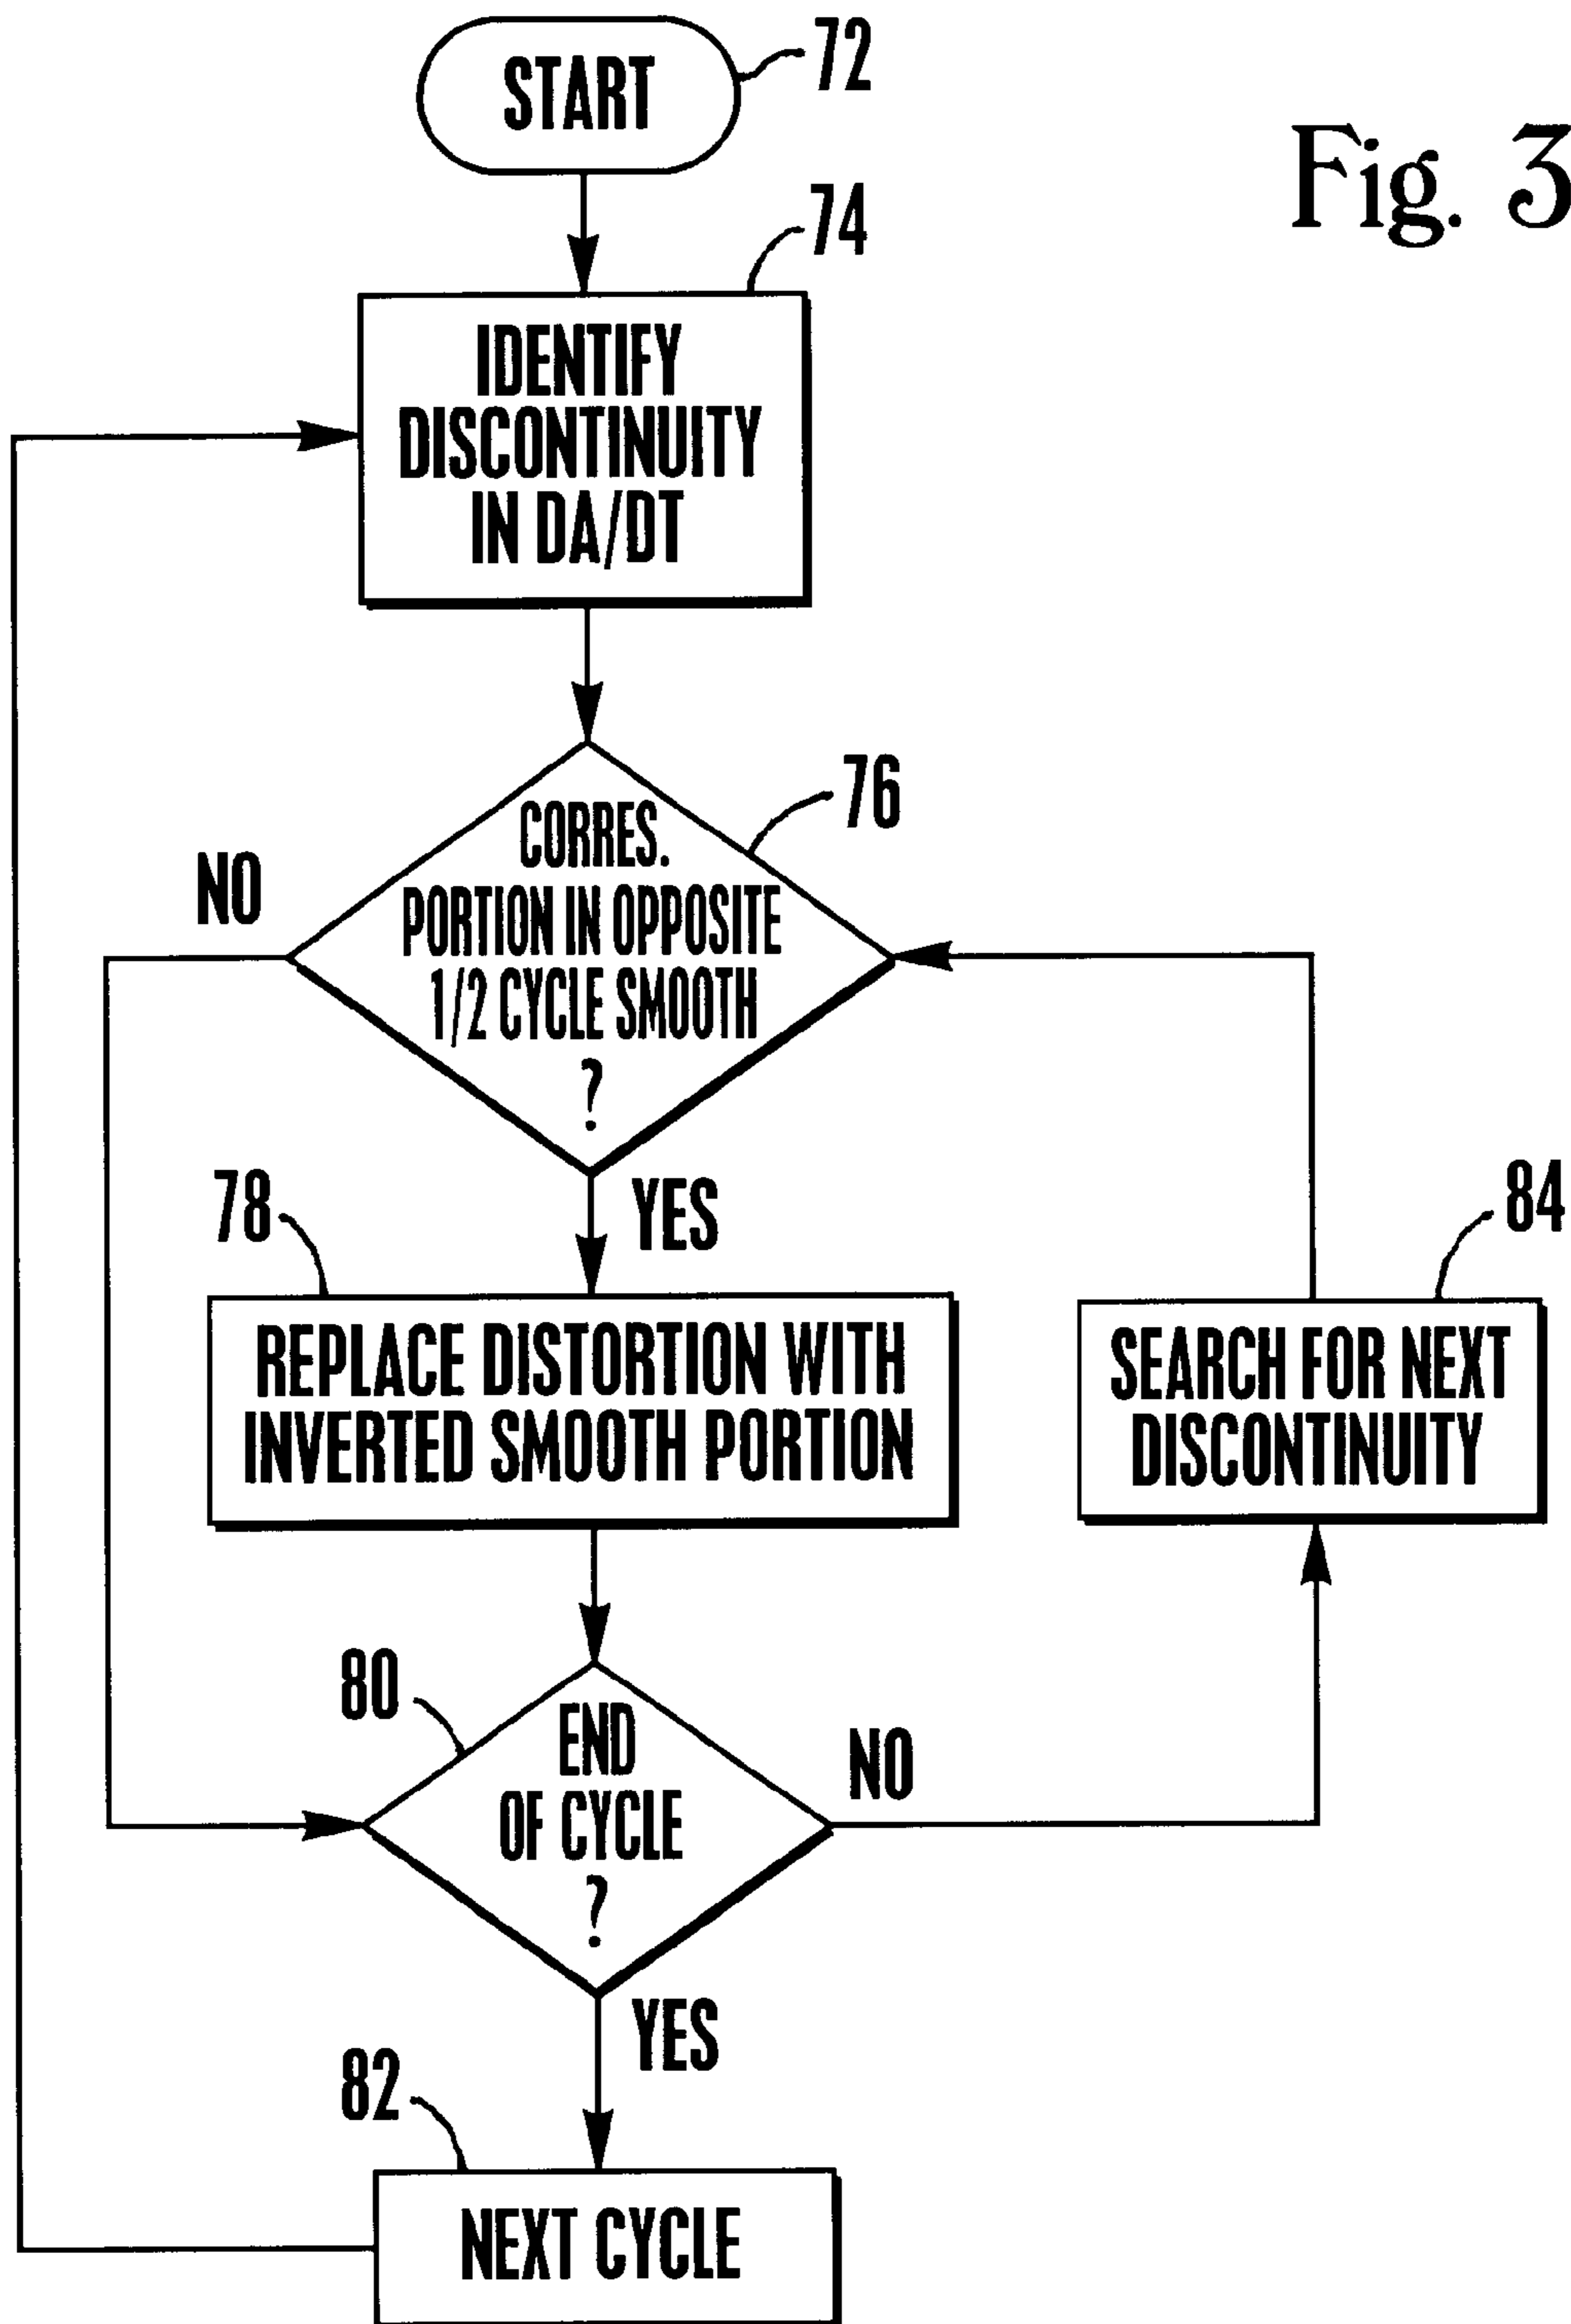 START
72
Fig. 3
74
IDENTIFY
DISCONTINUITY
IN DA/DT
76
CORRES.
PORTION IN OPPOSITE
1/2 CYCLE SMOOTH
?
NO
YES
78
REPLACE DISTORTION WITH
INVERTED SMOOTH PORTION
84
SEARCH FOR NEXT
DISCONTINUITY
80
END
OF CYCLE
?
NO
YES
82
NEXT CYCLE